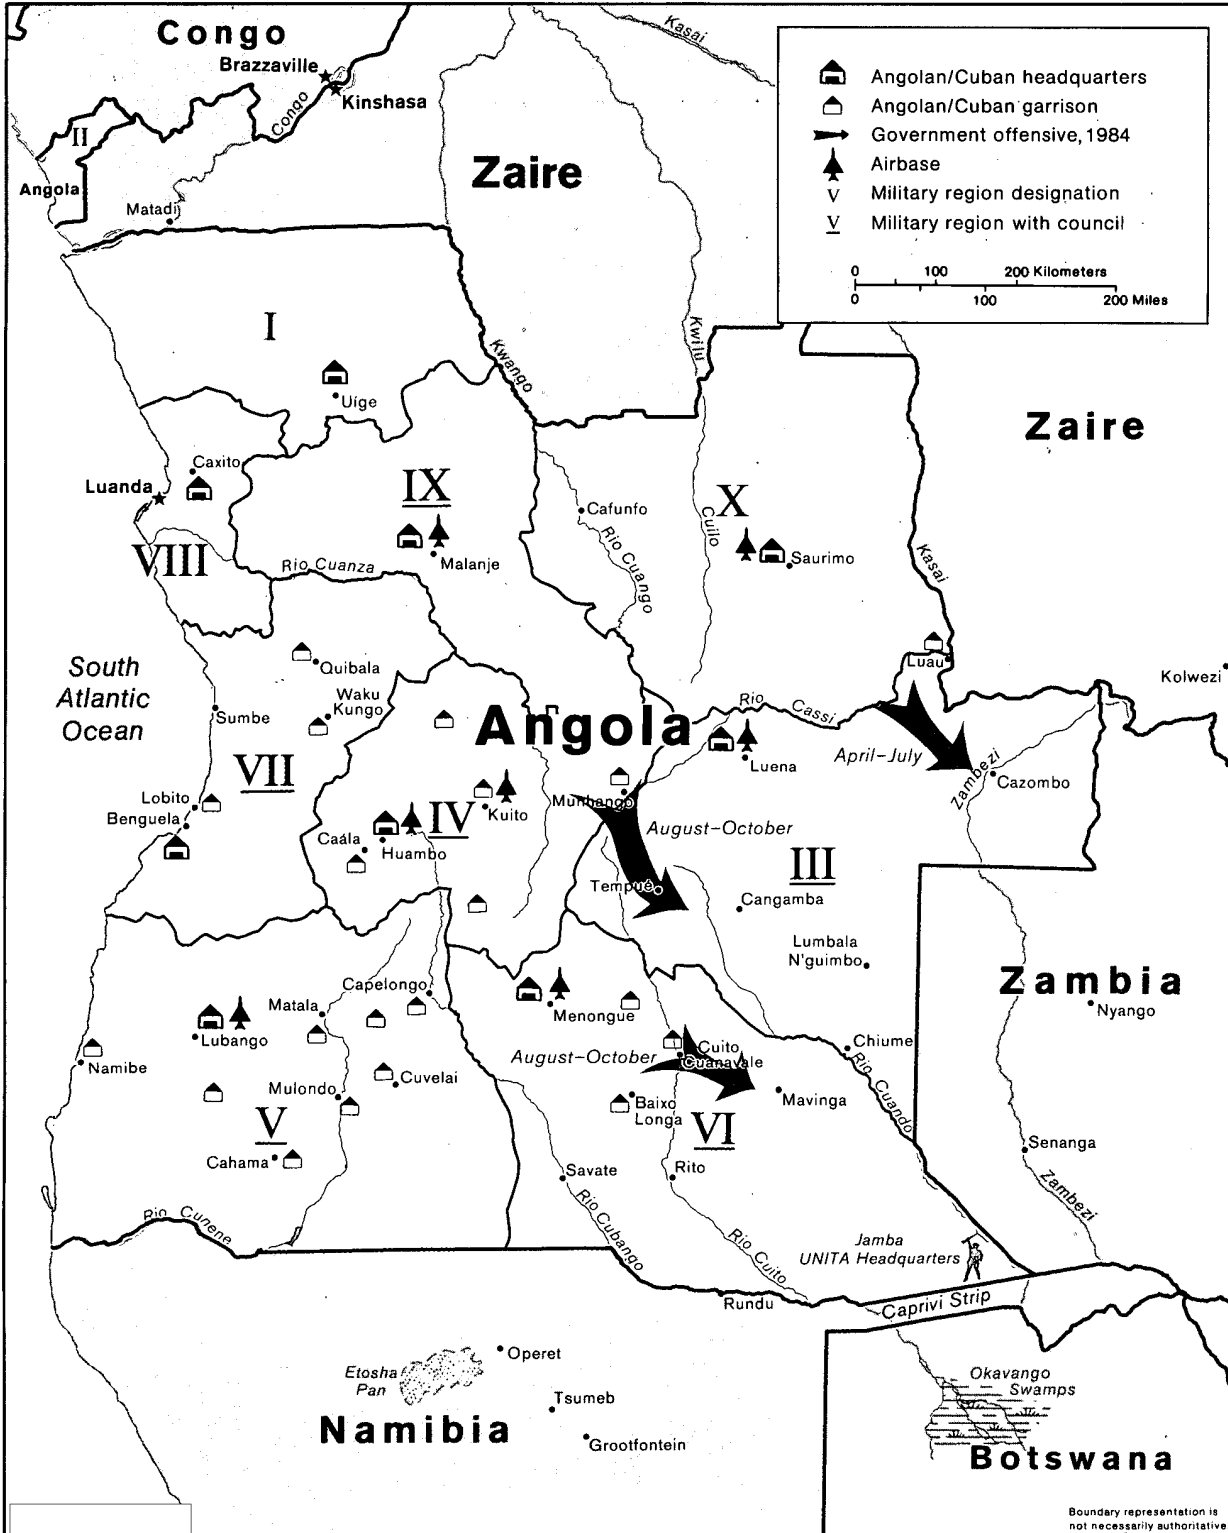 Congo
Brazzaville
Kinshasa
Congo
Kasai
II
Angola
Matadi
Zaire
Angolan/Cuban headquarters
Angolan/Cuban garrison
Government offensive, 1984
Airbase
V Military region designation
V Military region with council
0 100 200 Kilometers
0 100 200 Miles
I
Kwango
Kwilu
Uíge
Zaire
Caxito
Luanda
IX
X
Cafunfo
Cuilo
Rio Cuango
Saurimo
Kasai
VIII
Rio Cuanza
Malanje
South
Atlantic
Ocean
Quibala
Waku
Kungo
Sumbe
Luau
Kolwezi
Angola
Rio Cassi
Luena
April-July
Zambezi
Cazombo
VII
Lobito
Benguela
Munhango
Kuito
IV
Caála
Huambo
August-October
III
Tempué
Cangamba
Lumbala
N'guimbo
Zambia
Nyango
Capelongo
Matala
Lubango
Menongue
Namibe
August-October
Cuito
Cuanavale
Chiume
Rio Cuando
Cuvelai
Mulondo
Mavinga
Baixo
Longa
V
VI
Cahama
Senanga
Savate
Rito
Zambezi
Rio Cunene
Rio Cubango
Rio Cuito
Jamba
UNITA Headquarters
Rundu
Caprivi Strip
Operet
Etosha
Pan
Okavango
Swamps
Tsumeb
Namibia
Grootfontein
Botswana
Boundary representation is
not necessarily authoritative